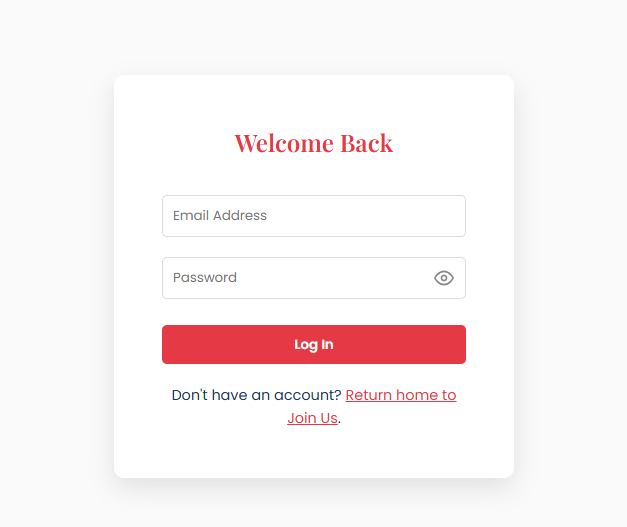 Welcome Back
Email Address
Password
Log In
Don't have an account? Return home to
Join Us.